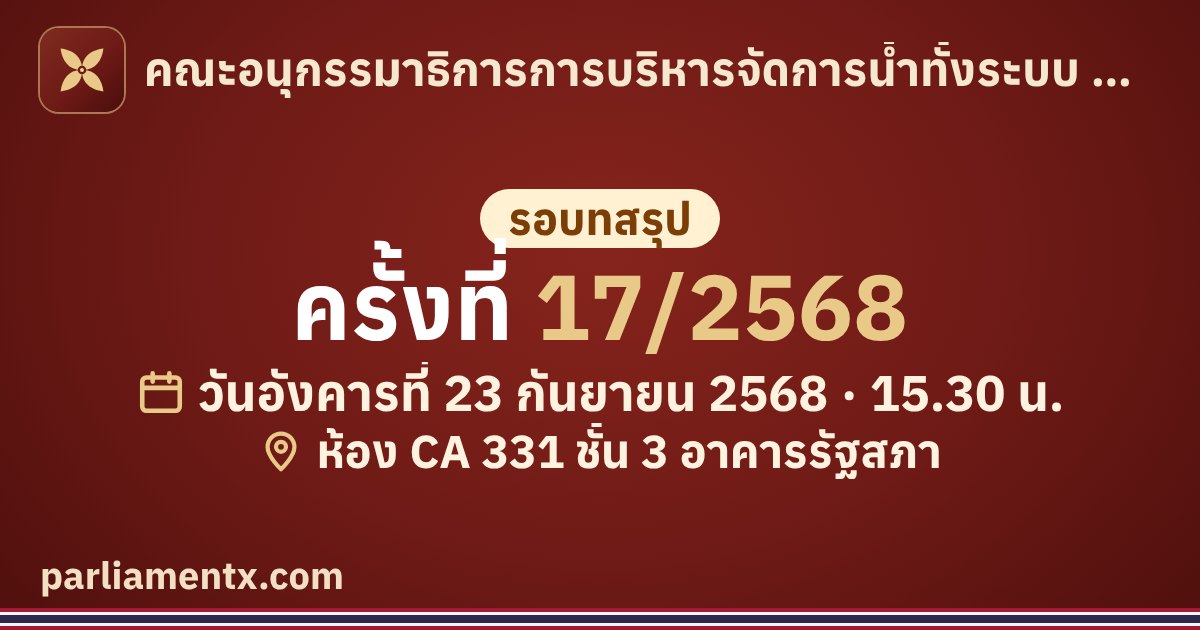 คณะอนุกรรมาธิการการบริหารจัดการน้ำทั้งระบบ ...
รอบทสรุป
ครั้งที่ 17/2568
วันอังคารที่ 23 กันยายน 2568 · 15.30 น.
ห้อง CA 331 ชั้น 3 อาคารรัฐสภา
parliamentx.com